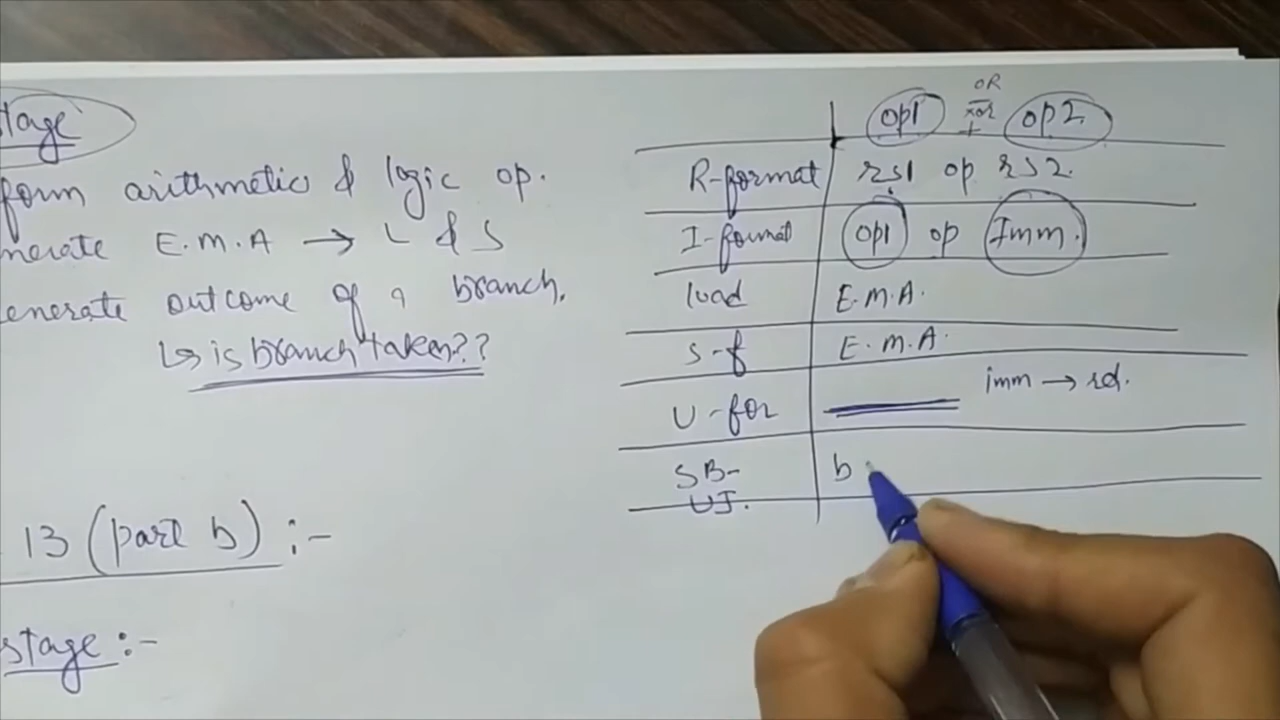 stage
form arithmetic & logic op.
nerate E.M.A → L & S
enerate outcome of a branch.
↳ is branch taken??
13 (part b) :-
stage :-
OR
op1 xor op2
+
R-format rs1 op rs2.
I-format op1 op Imm.
load E.M.A.
S-f E.M.A.
U-for imm → rd.
SB- b
UJ.